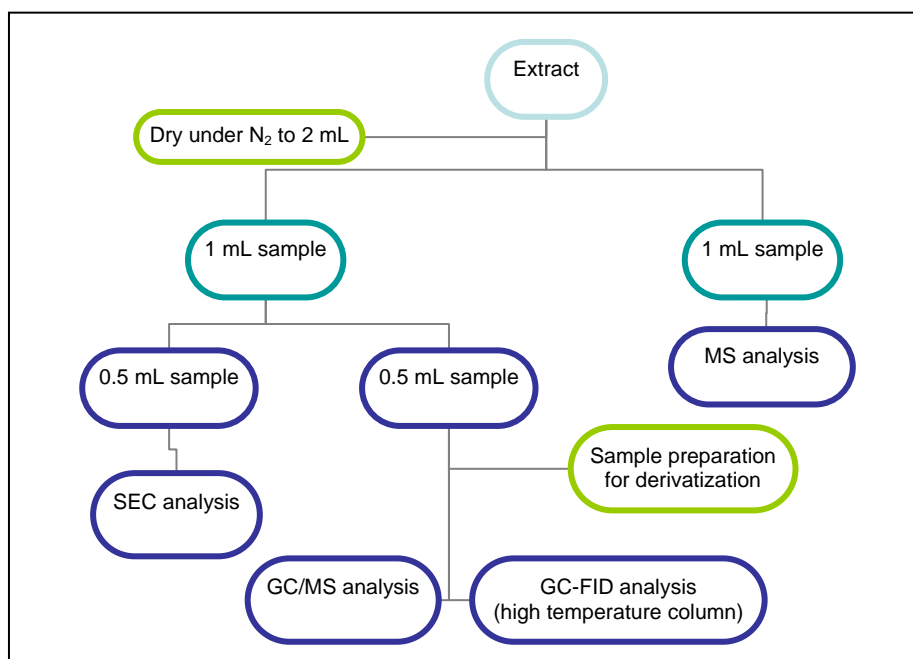 Extract
Dry under N₂ to 2 mL
1 mL sample
1 mL sample
0.5 mL sample
0.5 mL sample
MS analysis
Sample preparation
for derivatization
SEC analysis
GC/MS analysis
GC-FID analysis
(high temperature column)